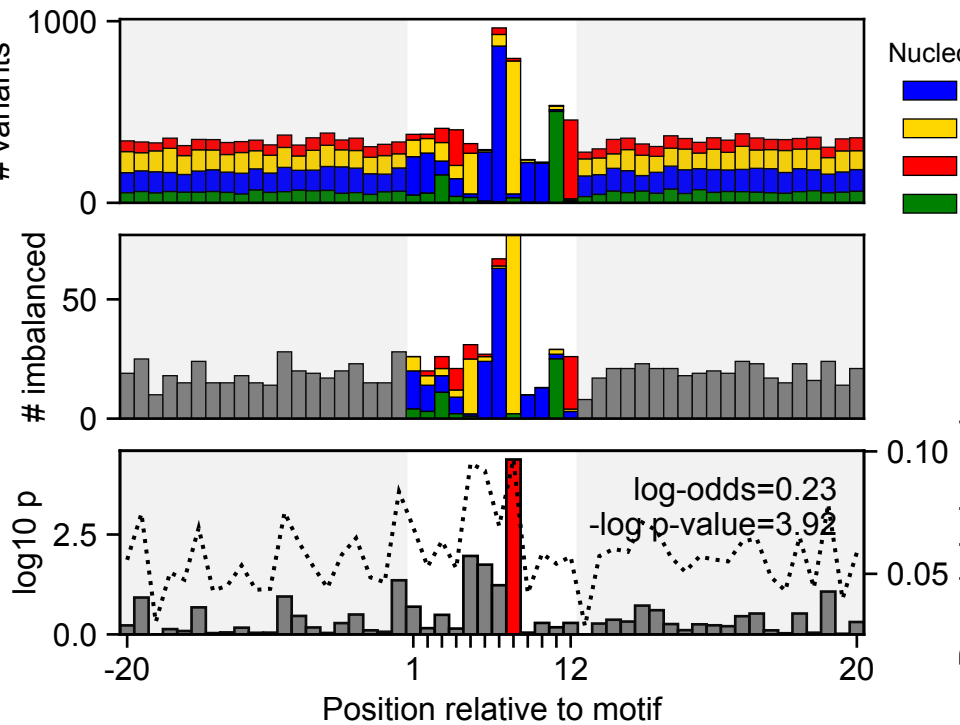 1000
0
# variants
50
0
# imbalanced
2.5
0.0
log10 p
0.10
0.05
log-odds=0.23
-log p-value=3.92
-20
1
12
20
Position relative to motif